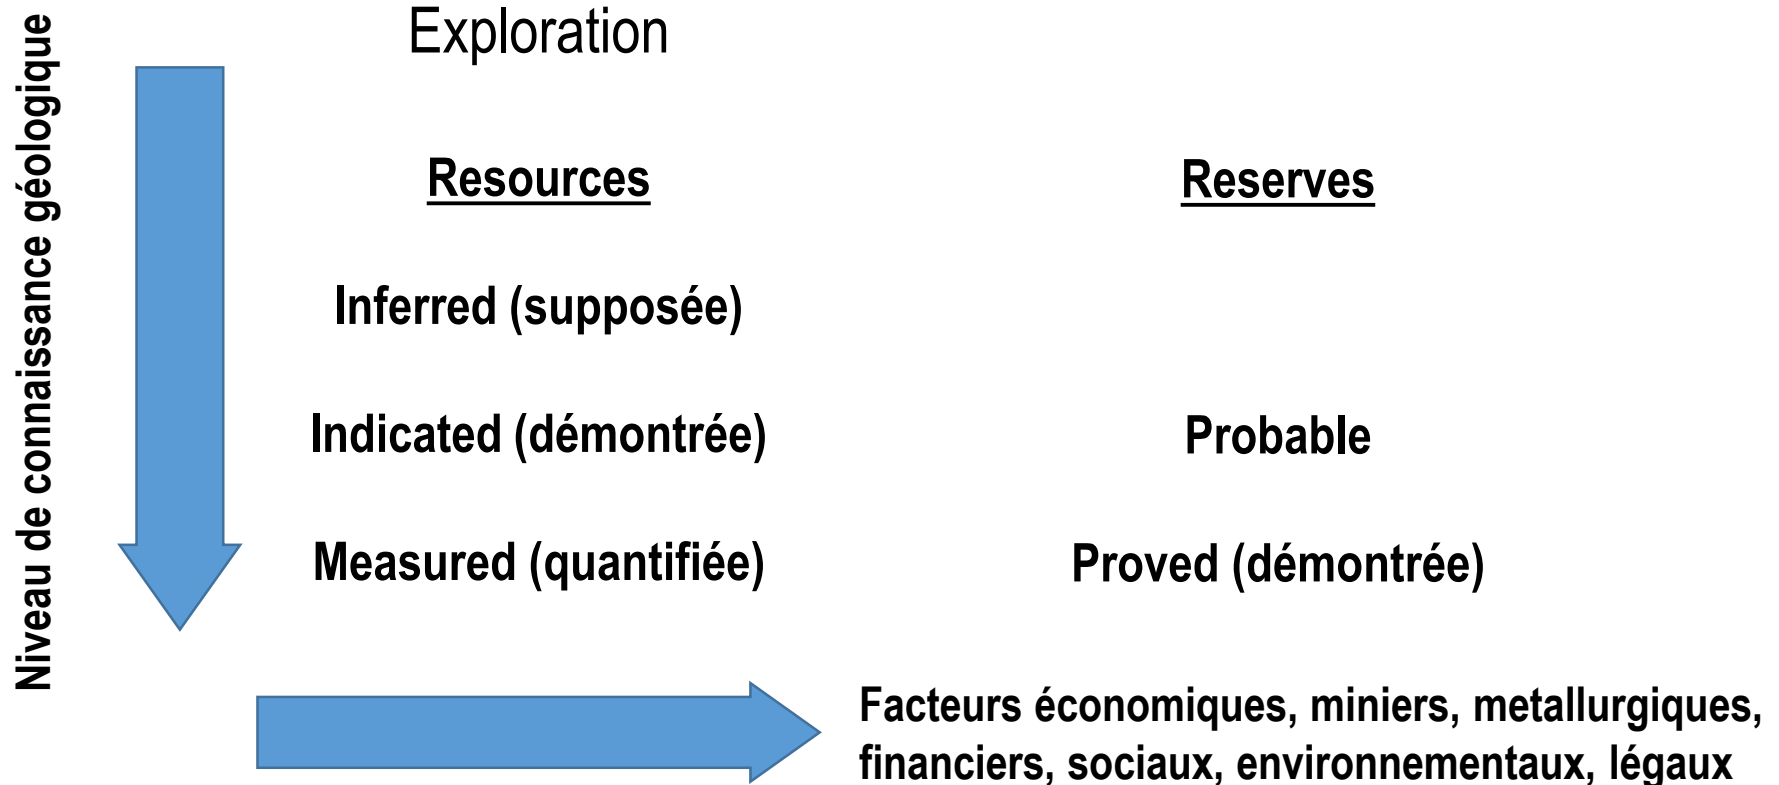 Niveau de connaissance géologique
Exploration
Resources
Reserves
Inferred (supposée)
Indicated (démontrée)
Probable
Measured (quantifiée)
Proved (démontrée)
Facteurs économiques, miniers, metallurgiques,
financiers, sociaux, environnementaux, légaux